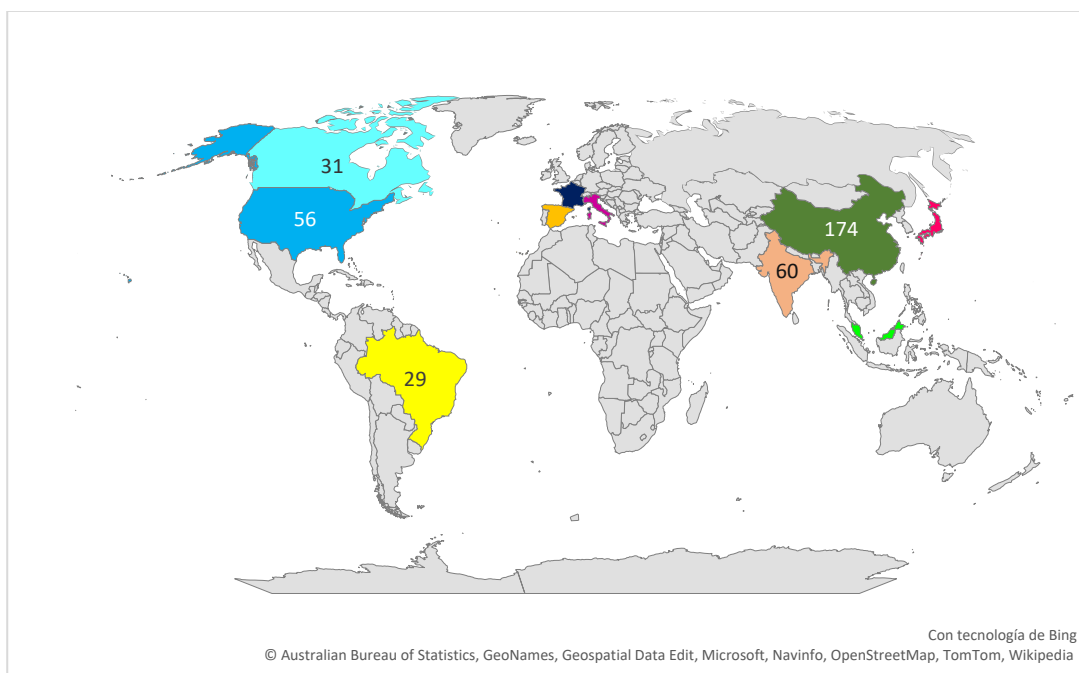 31
56
174
60
29
Con tecnología de Bing
© Australian Bureau of Statistics, GeoNames, Geospatial Data Edit, Microsoft, Navinfo, OpenStreetMap, TomTom, Wikipedia